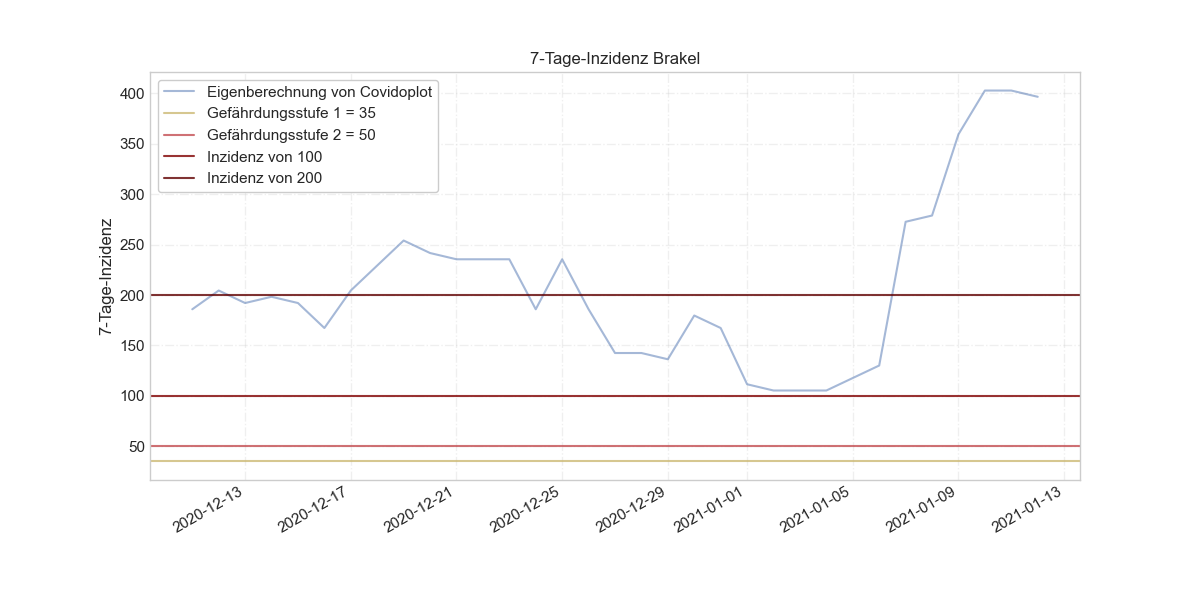 7-Tage-Inzidenz Brakel
Eigenberechnung von Covidoplot
Gefährdungsstufe 1 = 35
Gefährdungsstufe 2 = 50
Inzidenz von 100
Inzidenz von 200
7-Tage-Inzidenz
400
350
300
250
200
150
100
50
2020-12-13
2020-12-17
2020-12-21
2020-12-25
2020-12-29
2021-01-01
2021-01-05
2021-01-09
2021-01-13